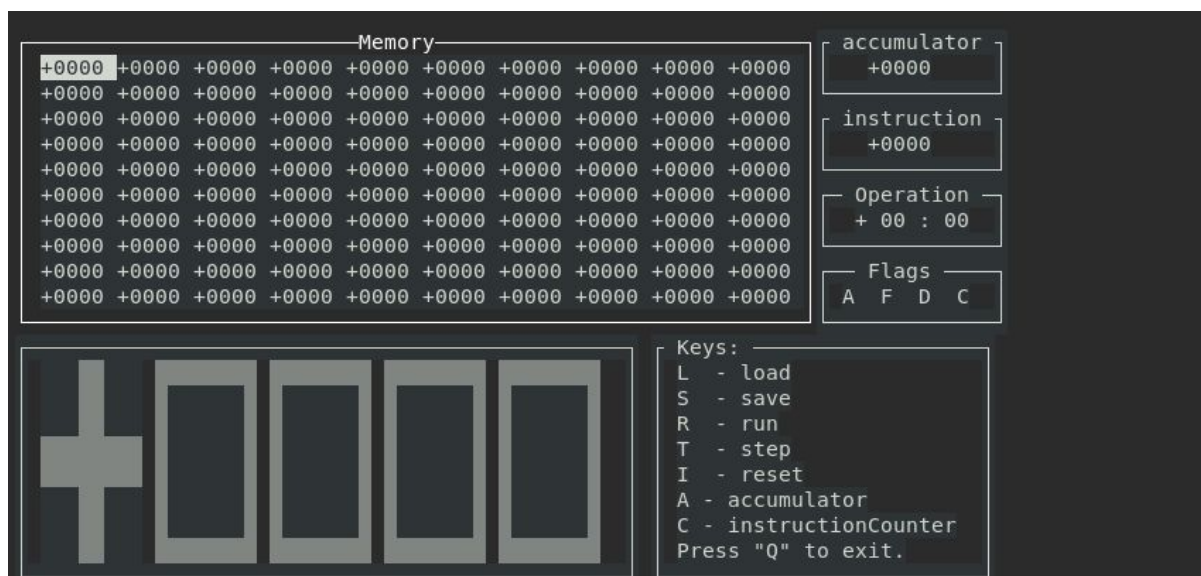 Memory
+0000 +0000 +0000 +0000 +0000 +0000 +0000 +0000 +0000 +0000
+0000 +0000 +0000 +0000 +0000 +0000 +0000 +0000 +0000 +0000
+0000 +0000 +0000 +0000 +0000 +0000 +0000 +0000 +0000 +0000
+0000 +0000 +0000 +0000 +0000 +0000 +0000 +0000 +0000 +0000
+0000 +0000 +0000 +0000 +0000 +0000 +0000 +0000 +0000 +0000
+0000 +0000 +0000 +0000 +0000 +0000 +0000 +0000 +0000 +0000
+0000 +0000 +0000 +0000 +0000 +0000 +0000 +0000 +0000 +0000
+0000 +0000 +0000 +0000 +0000 +0000 +0000 +0000 +0000 +0000
+0000 +0000 +0000 +0000 +0000 +0000 +0000 +0000 +0000 +0000
+0000 +0000 +0000 +0000 +0000 +0000 +0000 +0000 +0000 +0000
accumulator
+0000
instruction
+0000
Operation
+ 00 : 00
Flags
A F D C
+0000
Keys:
L - load
S - save
R - run
T - step
I - reset
A - accumulator
C - instructionCounter
Press "Q" to exit.